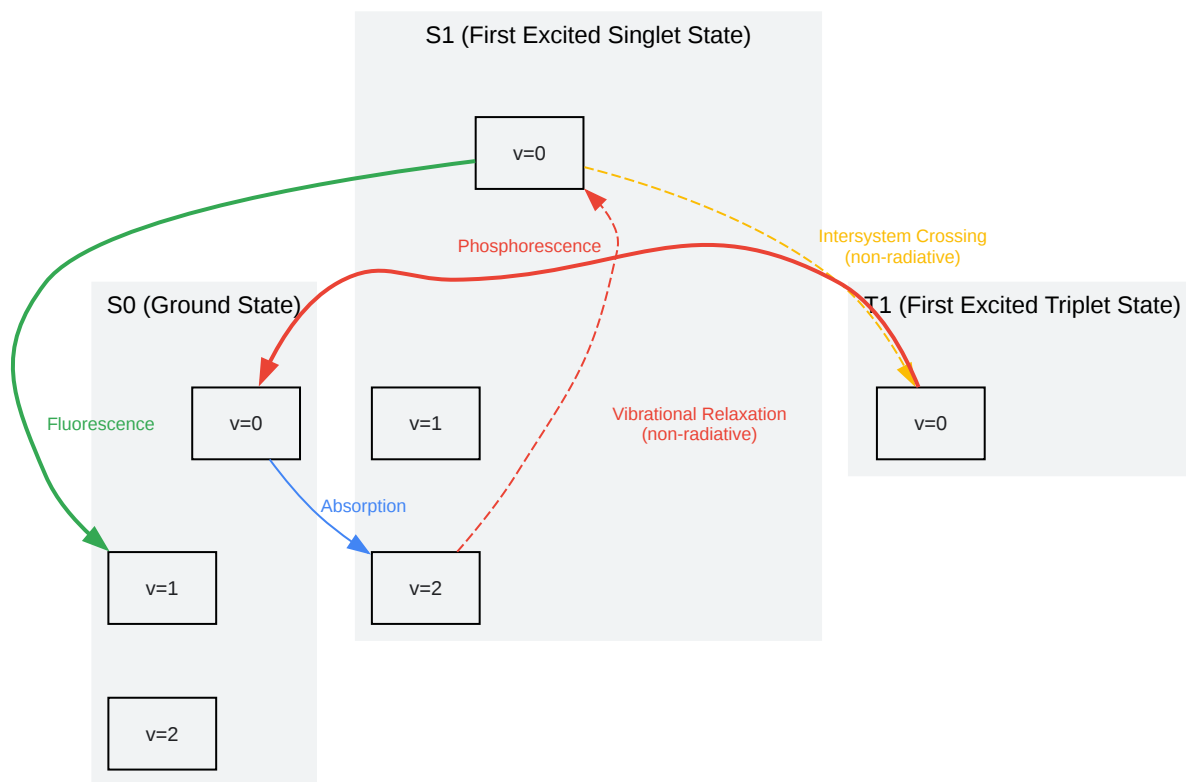 S1 (First Excited Singlet State)
v=0
Phosphorescence
Intersystem Crossing
(non-radiative)
S0 (Ground State)
T1 (First Excited Triplet State)
v=0
v=1
v=0
Fluorescence
Vibrational Relaxation
(non-radiative)
Absorption
v=1
v=2
v=2